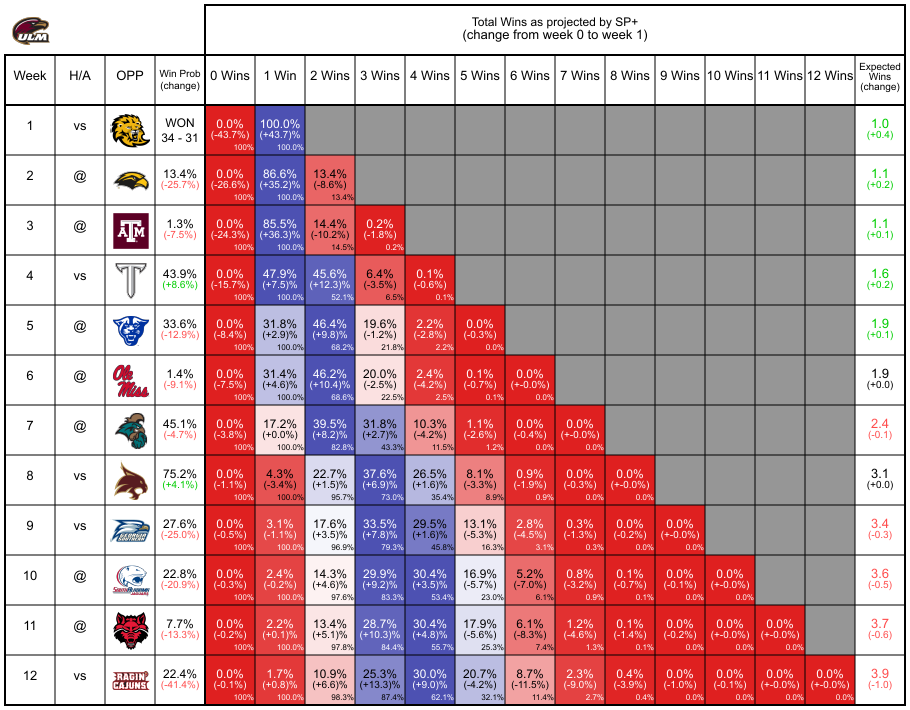 ULM
Total Wins as projected by SP+
(change from week 0 to week 1)
Week H/A OPP Win Prob (change) 0 Wins 1 Win 2 Wins 3 Wins 4 Wins 5 Wins 6 Wins 7 Wins 8 Wins 9 Wins 10 Wins 11 Wins 12 Wins Expected Wins (change)
1 vs WON 0.0% 100.0% 1.0
34 - 31 (-43.7%) (+43.7)% (+0.4)
100% 100.0%
2 @ 13.4% 0.0% 86.6% 13.4% 1.1
(-25.7%) (-26.6%) (+35.2)% (-8.6%) (+0.2)
100% 100.0% 13.4%
3 @ ATM 1.3% 0.0% 85.5% 14.4% 0.2% 1.1
(-7.5%) (-24.3%) (+36.3)% (-10.2%) (-1.8%) (+0.1)
100% 100.0% 14.5% 0.2%
4 vs T 43.9% 0.0% 47.9% 45.6% 6.4% 0.1% 1.6
(+8.6%) (-15.7%) (+7.5)% (+12.3)% (-3.5%) (-0.6%) (+0.2)
100% 100.0% 52.1% 6.5% 0.1%
5 @ 33.6% 0.0% 31.8% 46.4% 19.6% 2.2% 0.0% 1.9
(-12.9%) (-8.4%) (+2.9)% (+9.8)% (-1.2%) (-2.8%) (-0.3%) (+0.1)
100% 100.0% 68.2% 21.8% 2.2% 0.0%
6 @ Ole Miss 1.4% 0.0% 31.4% 46.2% 20.0% 2.4% 0.1% 0.0% 1.9
(-9.1%) (-7.5%) (+4.6)% (+10.4)% (-2.5%) (-4.2%) (-0.7%) (+-0.0)% (+0.0)
100% 100.0% 68.6% 22.5% 2.5% 0.1% 0.0%
7 @ 45.1% 0.0% 17.2% 39.5% 31.8% 10.3% 1.1% 0.0% 0.0% 2.4
(-4.7%) (-3.8%) (+0.0)% (+8.2)% (+2.7)% (-4.2%) (-2.6%) (-0.4%) (+-0.0)% (-0.1)
100% 100.0% 82.8% 43.3% 11.5% 1.2% 0.0% 0.0%
8 vs 75.2% 0.0% 4.3% 22.7% 37.6% 26.5% 8.1% 0.9% 0.0% 0.0% 3.1
(+4.1%) (-1.1%) (-3.4%) (+1.5)% (+6.9)% (+1.6)% (-3.3%) (-1.9%) (-0.3%) (+-0.0)% (+0.0)
100% 100.0% 95.7% 73.0% 35.4% 8.9% 0.9% 0.0% 0.0%
9 vs GEORGIA SOUTHERN 27.6% 0.0% 3.1% 17.6% 33.5% 29.5% 13.1% 2.8% 0.3% 0.0% 0.0% 3.4
(-25.0%) (-0.5%) (-1.1%) (+3.5)% (+7.8)% (+1.6)% (-5.3%) (-4.5%) (-1.3%) (-0.2%) (+-0.0)% (-0.3)
100% 100.0% 96.9% 79.3% 45.8% 16.3% 3.1% 0.3% 0.0% 0.0%
10 @ 22.8% 0.0% 2.4% 14.3% 29.9% 30.4% 16.9% 5.2% 0.8% 0.1% 0.0% 0.0% 3.6
(-20.9%) (-0.3%) (-0.2%) (+4.6)% (+9.2)% (+3.5)% (-5.7%) (-7.0%) (-3.2%) (-0.7%) (-0.1%) (+-0.0)% (-0.5)
100% 100.0% 97.6% 83.3% 53.4% 23.0% 6.1% 0.9% 0.1% 0.0% 0.0%
11 @ 7.7% 0.0% 2.2% 13.4% 28.7% 30.4% 17.9% 6.1% 1.2% 0.1% 0.0% 0.0% 0.0% 3.7
(-13.3%) (-0.2%) (+0.1)% (+5.1)% (+10.3)% (+4.8)% (-5.6%) (-8.3%) (-4.6%) (-1.4%) (-0.2%) (+-0.0)% (+-0.0)% (-0.6)
100% 100.0% 97.8% 84.4% 55.7% 25.3% 7.4% 1.3% 0.1% 0.0% 0.0% 0.0%
12 vs RAGIN CAJUNS 22.4% 0.0% 1.7% 10.9% 25.3% 30.0% 20.7% 8.7% 2.3% 0.4% 0.0% 0.0% 0.0% 0.0% 3.9
(-41.4%) (-0.1%) (+0.8)% (+6.6)% (+13.3)% (+9.0)% (-4.2%) (-11.5%) (-9.0%) (-3.9%) (-1.0%) (-0.1%) (+-0.0)% (+-0.0)% (-1.0)
100% 100.0% 98.3% 87.4% 62.1% 32.1% 11.4% 2.7% 0.4% 0.0% 0.0% 0.0% 0.0%